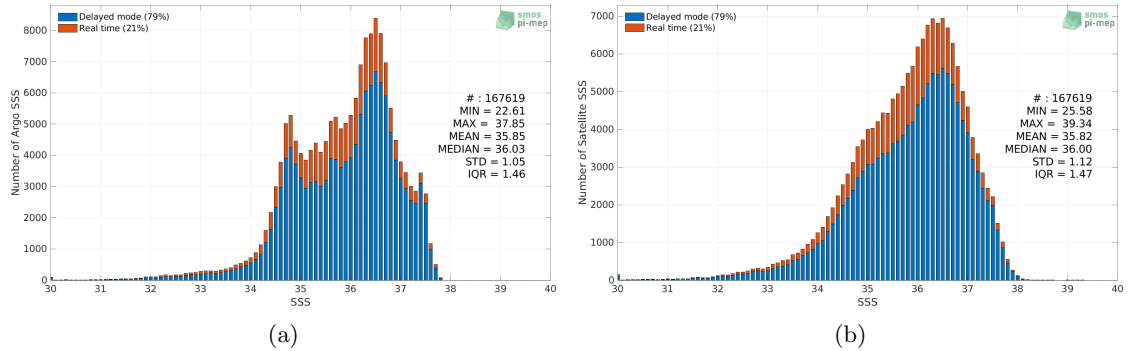 Delayed mode (79%)
Real time (21%)
smos
pi-mep
Number of Argo SSS
8000
7000
6000
5000
4000
3000
2000
1000
0
# : 167619
MIN = 22.61
MAX = 37.85
MEAN = 35.85
MEDIAN = 36.03
STD = 1.05
IQR = 1.46
30 31 32 33 34 35 36 37 38 39 40
SSS
(a)
Delayed mode (79%)
Real time (21%)
smos
pi-mep
Number of Satellite SSS
7000
6000
5000
4000
3000
2000
1000
0
# : 167619
MIN = 25.58
MAX = 39.34
MEAN = 35.82
MEDIAN = 36.00
STD = 1.12
IQR = 1.47
30 31 32 33 34 35 36 37 38 39 40
SSS
(b)